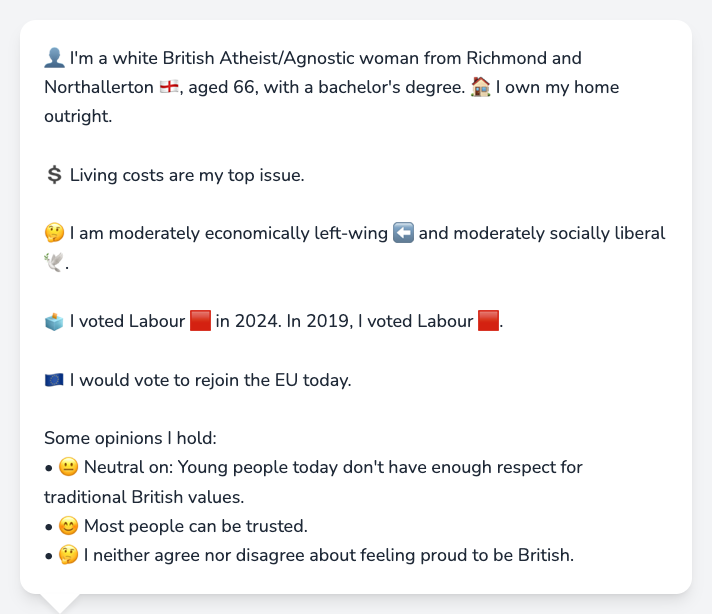 👤 I'm a white British Atheist/Agnostic woman from Richmond and
Northallerton 🏴󠁧󠁢󠁥󠁮󠁧󠁿, aged 66, with a bachelor's degree. 🏠 I own my home
outright.
💲 Living costs are my top issue.
🤔 I am moderately economically left-wing ⬅️ and moderately socially liberal
🕊️.
🗳️ I voted Labour 🟥 in 2024. In 2019, I voted Labour 🟥.
🇪🇺 I would vote to rejoin the EU today.
Some opinions I hold:
• 😐 Neutral on: Young people today don't have enough respect for
traditional British values.
• 😊 Most people can be trusted.
• 🤔 I neither agree nor disagree about feeling proud to be British.